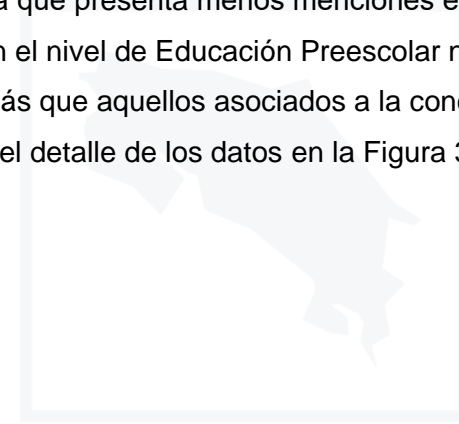 a que presenta menos menciones e
el nivel de Educación Preescolar
ás que aquellos asociados a la con
el detalle de los datos en la Figura 3